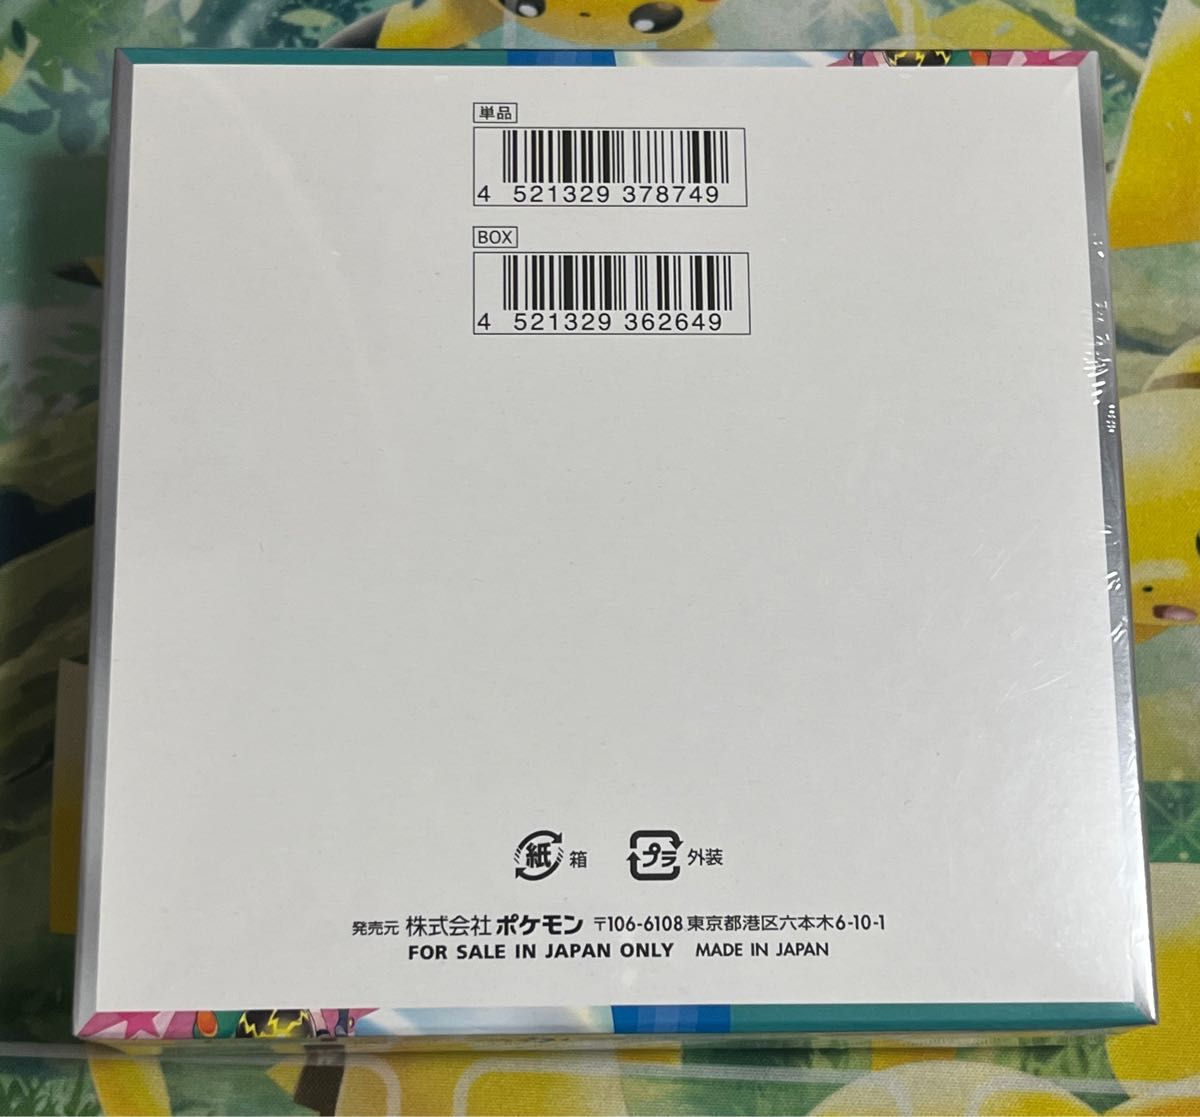 単品
4 521329 378749
BOX
4 521329 362649
紙 箱 プラ 外装
発売元 株式会社 ポケモン 〒106-6108 東京都港区六本木6-10-1
FOR SALE IN JAPAN ONLY MADE IN JAPAN